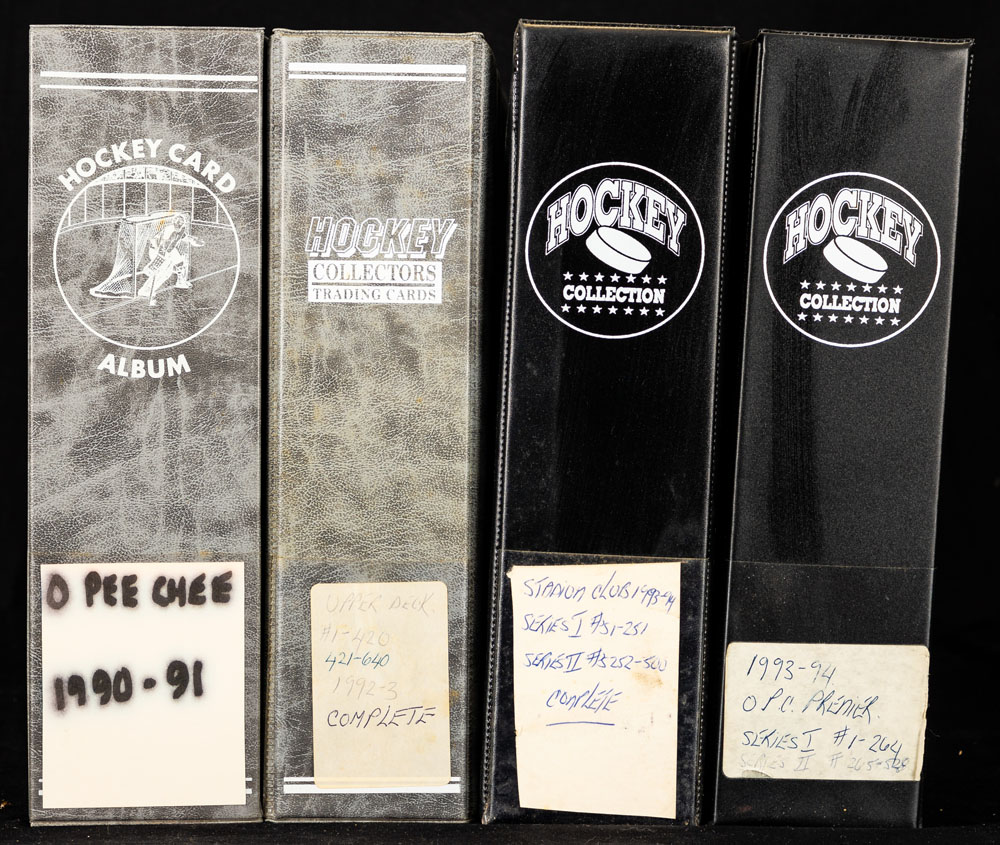 HOCKEY CARD
ALBUM
O PEE CHEE
1990-91
HOCKEY
COLLECTORS
TRADING CARDS
UPPER DECK
#1-420
421-640
1992-3
COMPLETE
HOCKEY
COLLECTION
STADIUM CLUB 1993-94
SERIES I #'S 1-251
SERIES II #'S 252-500
COMPLETE
HOCKEY
COLLECTION
1993-94
O P.C. PREMIER.
SERIES I #1-264
SERIES II # 265-528